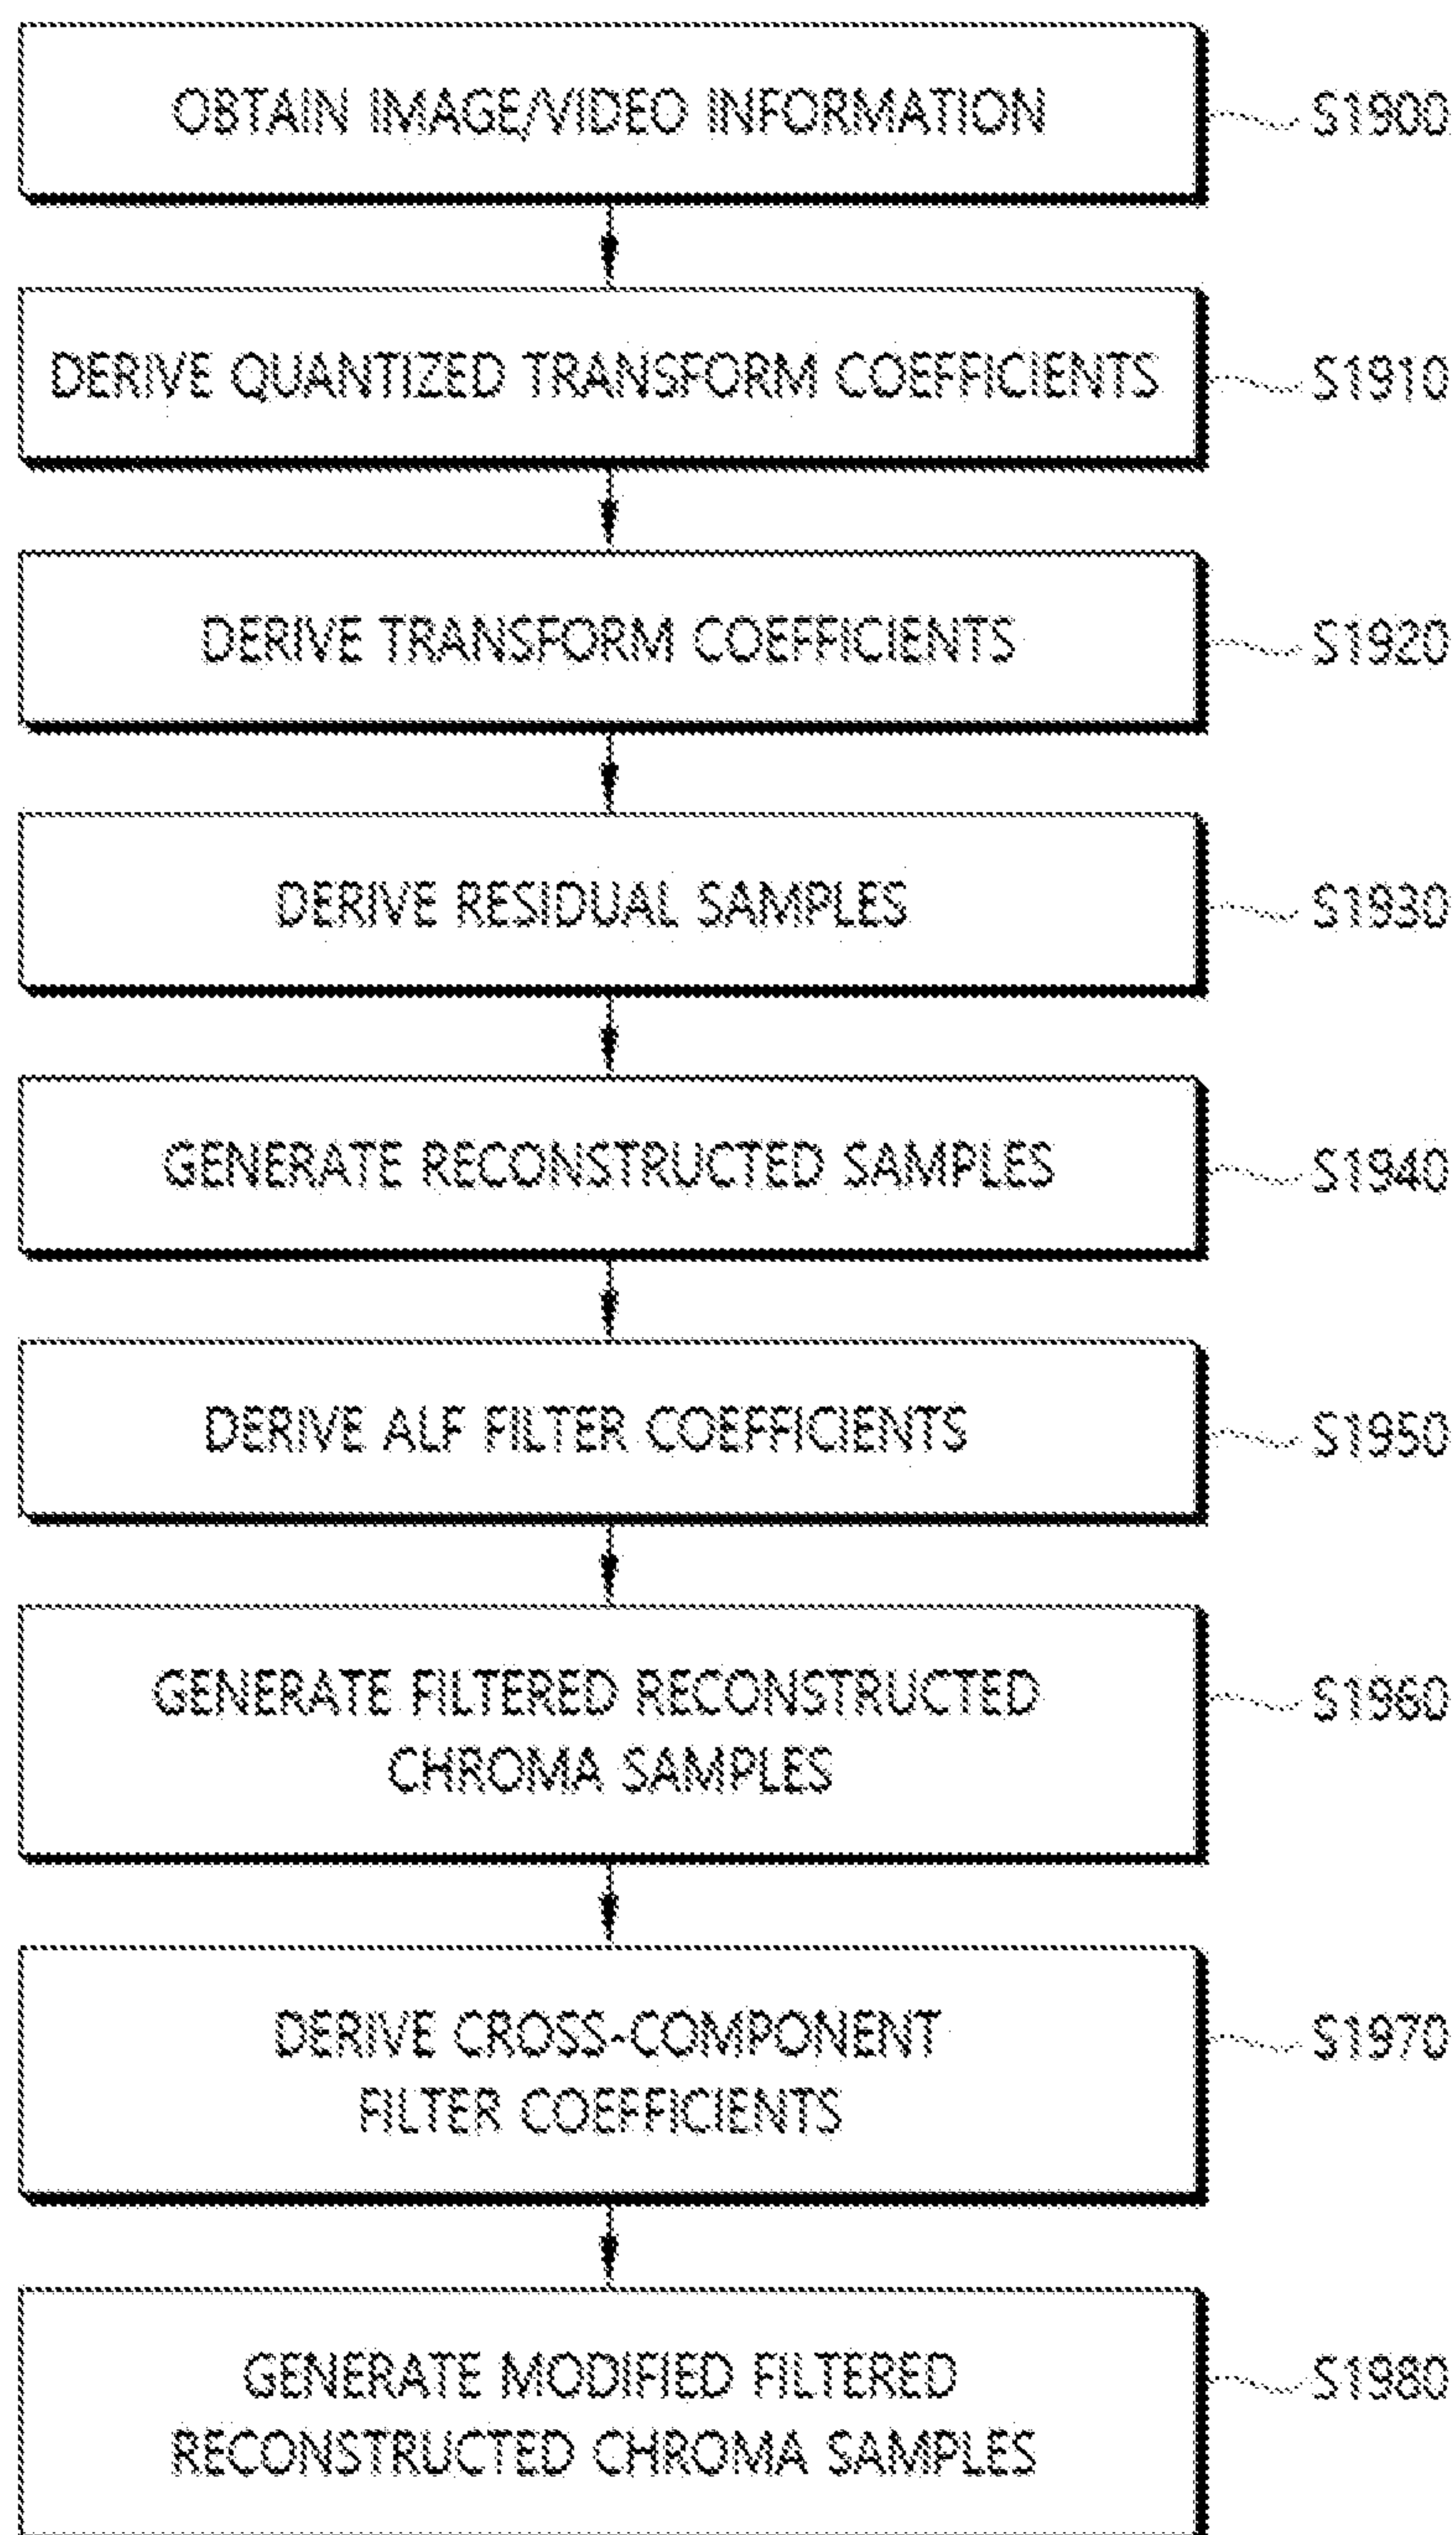 OBTAIN IMAGE/VIDEO INFORMATION
S1900
DERIVE QUANTIZED TRANSFORM COEFFICIENTS
S1910
DERIVE TRANSFORM COEFFICIENTS
S1920
DERIVE RESIDUAL SAMPLES
S1930
GENERATE RECONSTRUCTED SAMPLES
S1940
DERIVE ALF FILTER COEFFICIENTS
S1950
GENERATE FILTERED RECONSTRUCTED
CHROMA SAMPLES
S1960
DERIVE CROSS-COMPONENT
FILTER COEFFICIENTS
S1970
GENERATE MODIFIED FILTERED
RECONSTRUCTED CHROMA SAMPLES
S1980